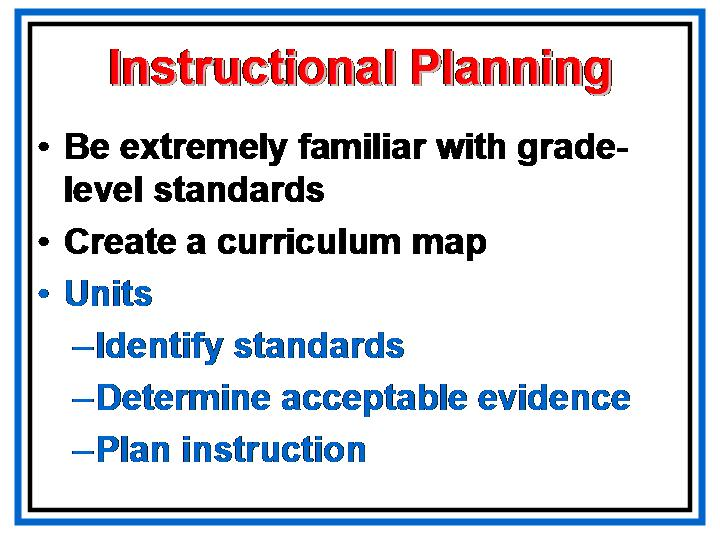 Instructional Planning
• Be extremely familiar with grade-
level standards
• Create a curriculum map
• Units
–Identify standards
–Determine acceptable evidence
–Plan instruction